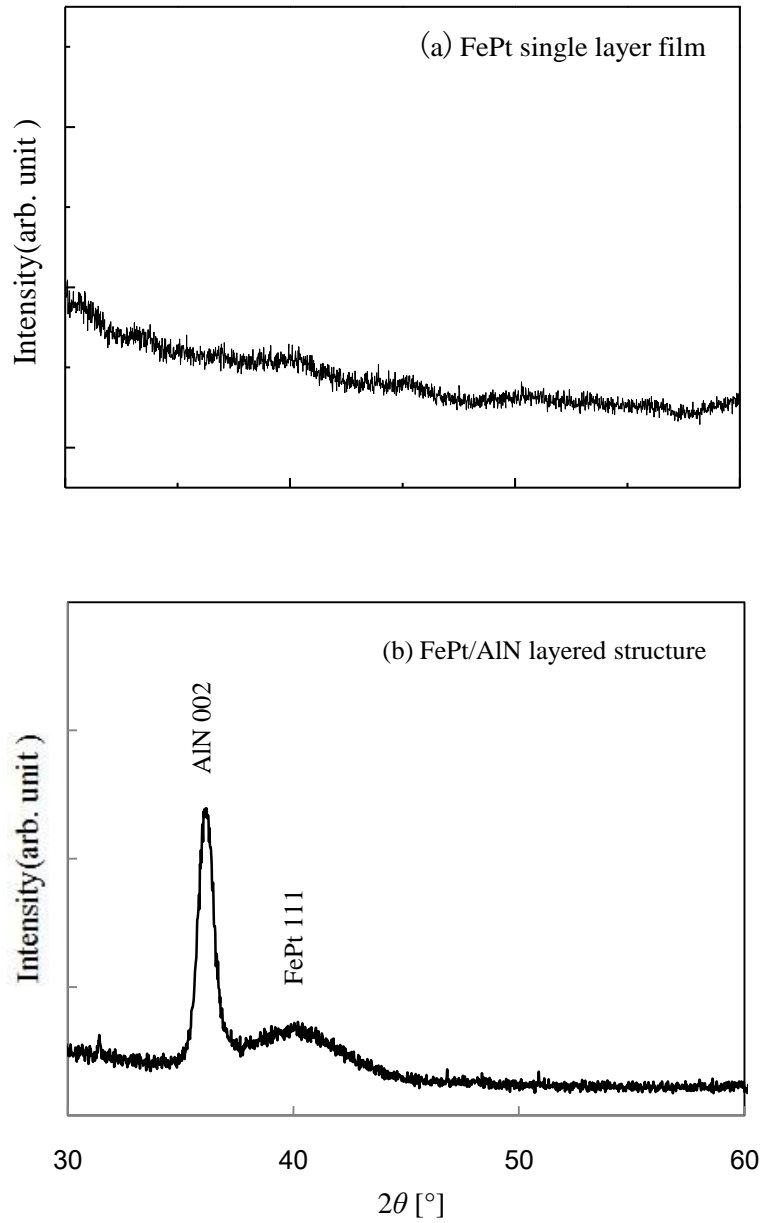 (a) FePt single layer film
Intensity(arb. unit )
(b) FePt/AlN layered structure
AlN 002
FePt 111
Intensity(arb. unit )
30 40 50 60
2θ [°]